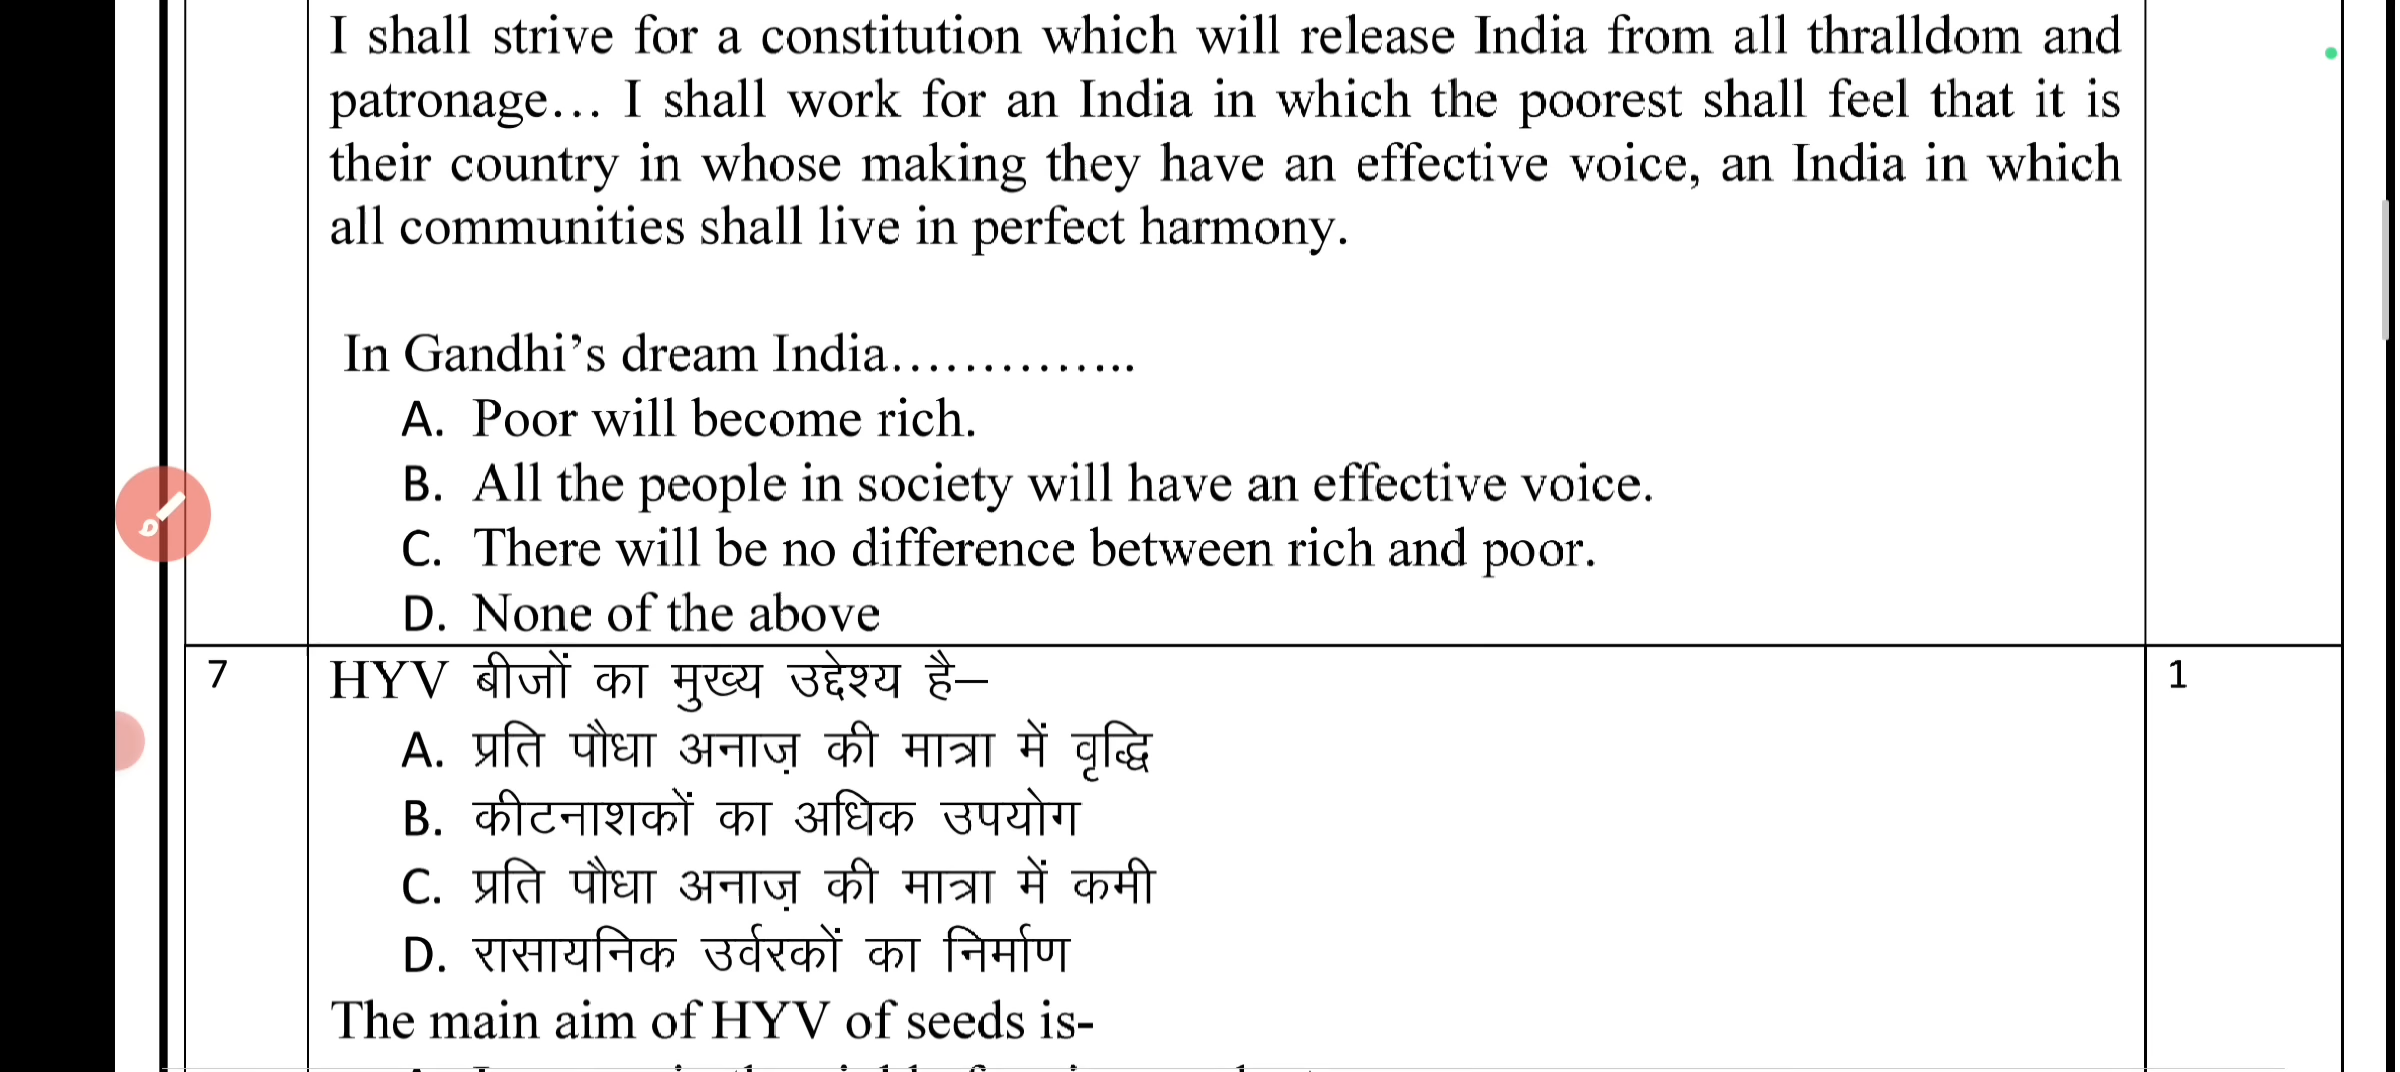 I shall strive for a constitution which will release India from all thralldom and
patronage… I shall work for an India in which the poorest shall feel that it is
their country in whose making they have an effective voice, an India in which
all communities shall live in perfect harmony.
In Gandhi’s dream India…………..
A. Poor will become rich.
B. All the people in society will have an effective voice.
C. There will be no difference between rich and poor.
D. None of the above
7 HYV बीजों का मुख्य उद्देश्य है– 1
A. प्रति पौधा अनाज़ की मात्रा में वृद्धि
B. कीटनाशकों का अधिक उपयोग
C. प्रति पौधा अनाज़ की मात्रा में कमी
D. रासायनिक उर्वरकों का निर्माण
The main aim of HYV of seeds is-